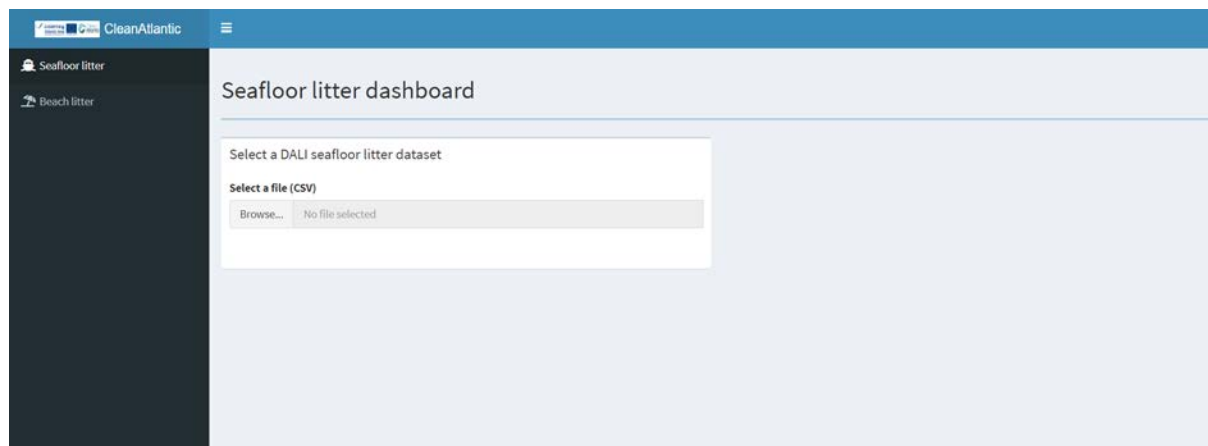 CleanAtlantic
Seafloor litter
Beach litter
Seafloor litter dashboard
Select a DALI seafloor litter dataset
Select a file (CSV)
Browse... No file selected